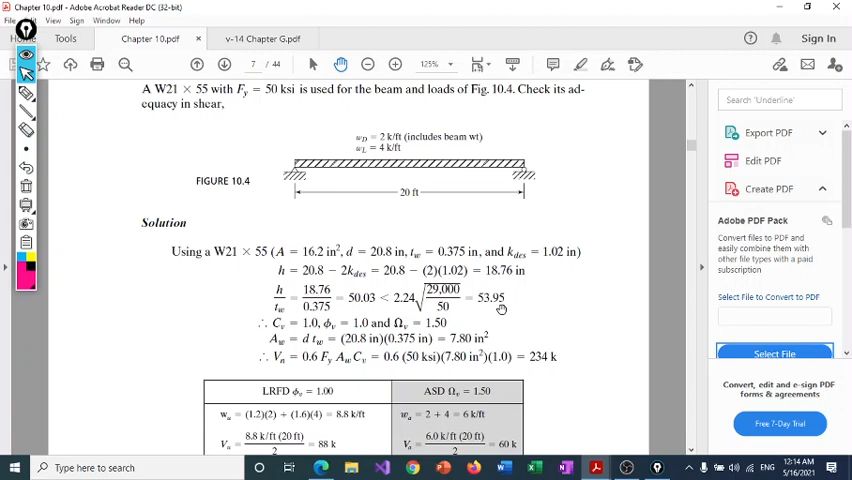 Chapter 10.pdf - Adobe Acrobat Reader DC (32-bit)
File Edit View Sign Window Help
Home Tools Chapter 10.pdf × v-14 Chapter G.pdf Sign In
7 / 44 125%
A W21 × 55 with Fy = 50 ksi is used for the beam and loads of Fig. 10.4. Check its ad-
equacy in shear,
wD = 2 k/ft (includes beam wt)
wL = 4 k/ft
FIGURE 10.4
20 ft
Solution
Using a W21 × 55 (A = 16.2 in², d = 20.8 in, tw = 0.375 in, and kdes = 1.02 in)
h = 20.8 − 2kdes = 20.8 − (2)(1.02) = 18.76 in
h/tw = 18.76/0.375 = 50.03 < 2.24√(29,000/50) = 53.95
∴ Cv = 1.0, ϕv = 1.0 and Ωv = 1.50
Aw = d tw = (20.8 in)(0.375 in) = 7.80 in²
∴ Vn = 0.6 Fy Aw Cv = 0.6 (50 ksi)(7.80 in²)(1.0) = 234 k
LRFD ϕv = 1.00 ASD Ωv = 1.50
wu = (1.2)(2) + (1.6)(4) = 8.8 k/ft wa = 2 + 4 = 6 k/ft
Vu = 8.8 k/ft (20 ft)/2 = 88 k Va = 6.0 k/ft (20 ft)/2 = 60 k
Search 'Underline'
Export PDF
Edit PDF
Create PDF
Adobe PDF Pack
Convert files to PDF and
easily combine them with
other file types with a paid
subscription
Select File to Convert to PDF
Select File
Convert, edit and e-sign PDF
forms & agreements
Free 7-Day Trial
Type here to search
ENG
12:14 AM
5/16/2021